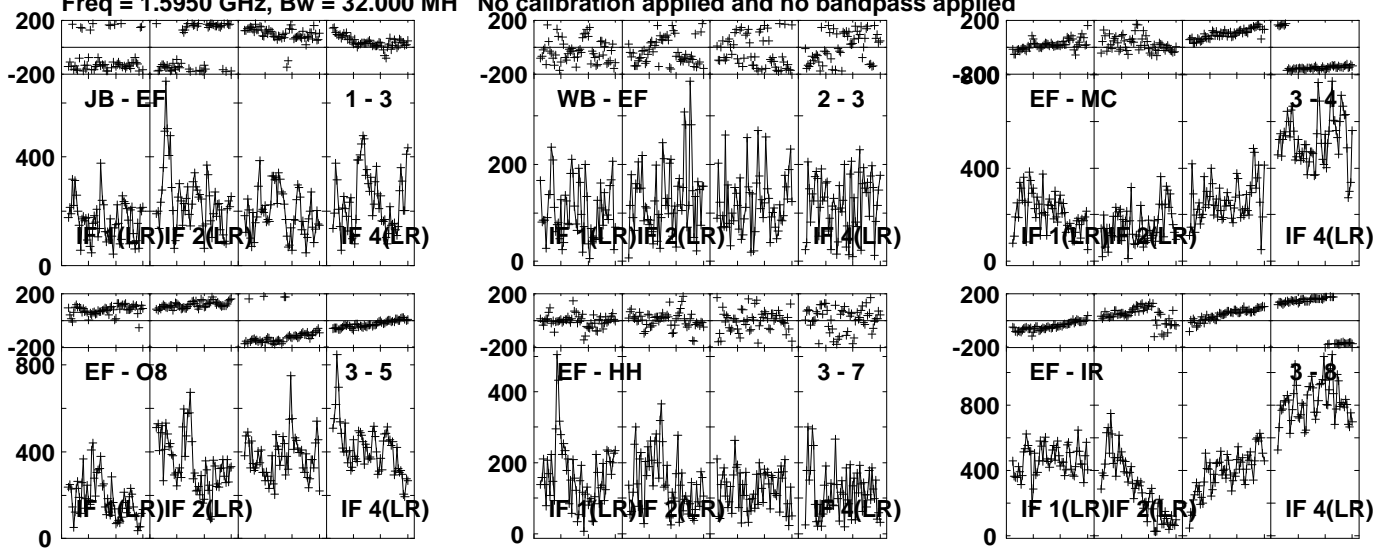 Freq = 1.5950 GHz, Bw = 32.000 MH No calibration applied and no bandpass applied
200
-200
JB - EF 1 - 3
400
IF 1(LR) IF 2(LR) IF 4(LR)
0
200
-200
WB - EF 2 - 3
200
IF 1(LR) IF 2(LR) IF 4(LR)
0
200
-200
800
EF - MC 3 - 4
400
IF 1(LR) IF 2(LR) IF 4(LR)
0
200
-200
800
EF - O8 3 - 5
400
IF 1(LR) IF 2(LR) IF 4(LR)
0
200
-200
EF - HH 3 - 7
400
200
IF 1(LR) IF 2(LR) IF 4(LR)
0
200
-200
EF - IR 3 - 8
800
400
IF 1(LR) IF 2(LR) IF 4(LR)
0